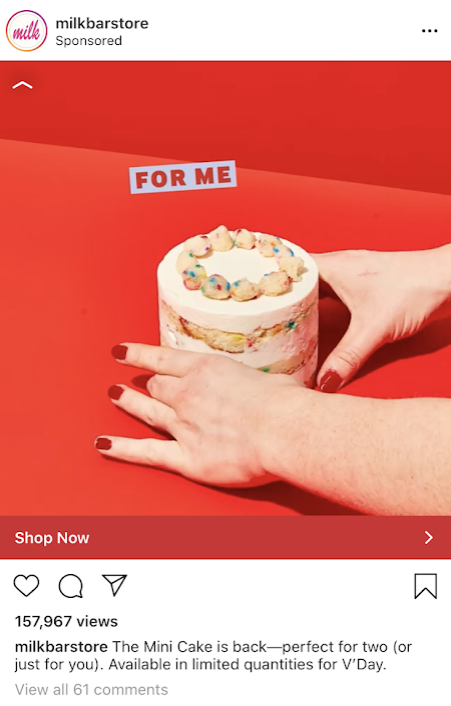 milk
milkbarstore
Sponsored
FOR ME
Shop Now
157,967 views
milkbarstore The Mini Cake is back—perfect for two (or
just for you). Available in limited quantities for V’Day.
View all 61 comments